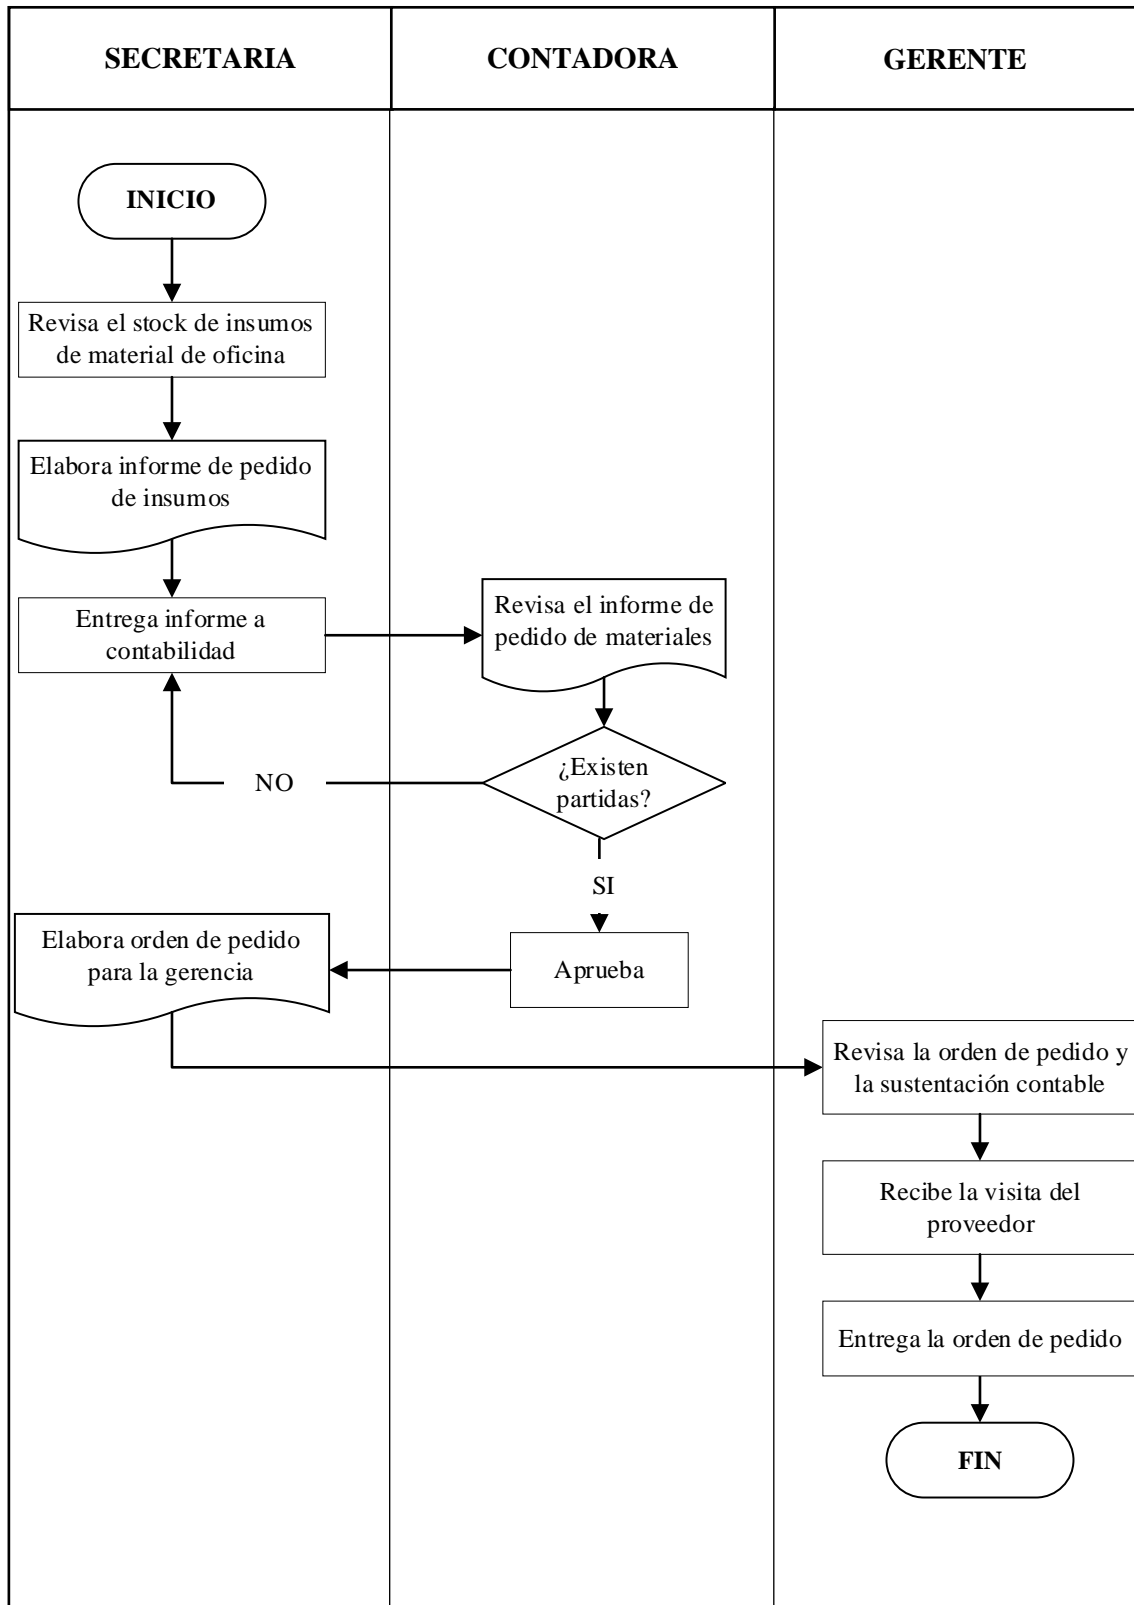 SECRETARIA
CONTADORA
GERENTE
INICIO
Revisa el stock de insumos
de material de oficina
Elabora informe de pedido
de insumos
Entrega informe a
contabilidad
Revisa el informe de
pedido de materiales
¿Existen
partidas?
NO
SI
Aprueba
Elabora orden de pedido
para la gerencia
Revisa la orden de pedido y
la sustentación contable
Recibe la visita del
proveedor
Entrega la orden de pedido
FIN